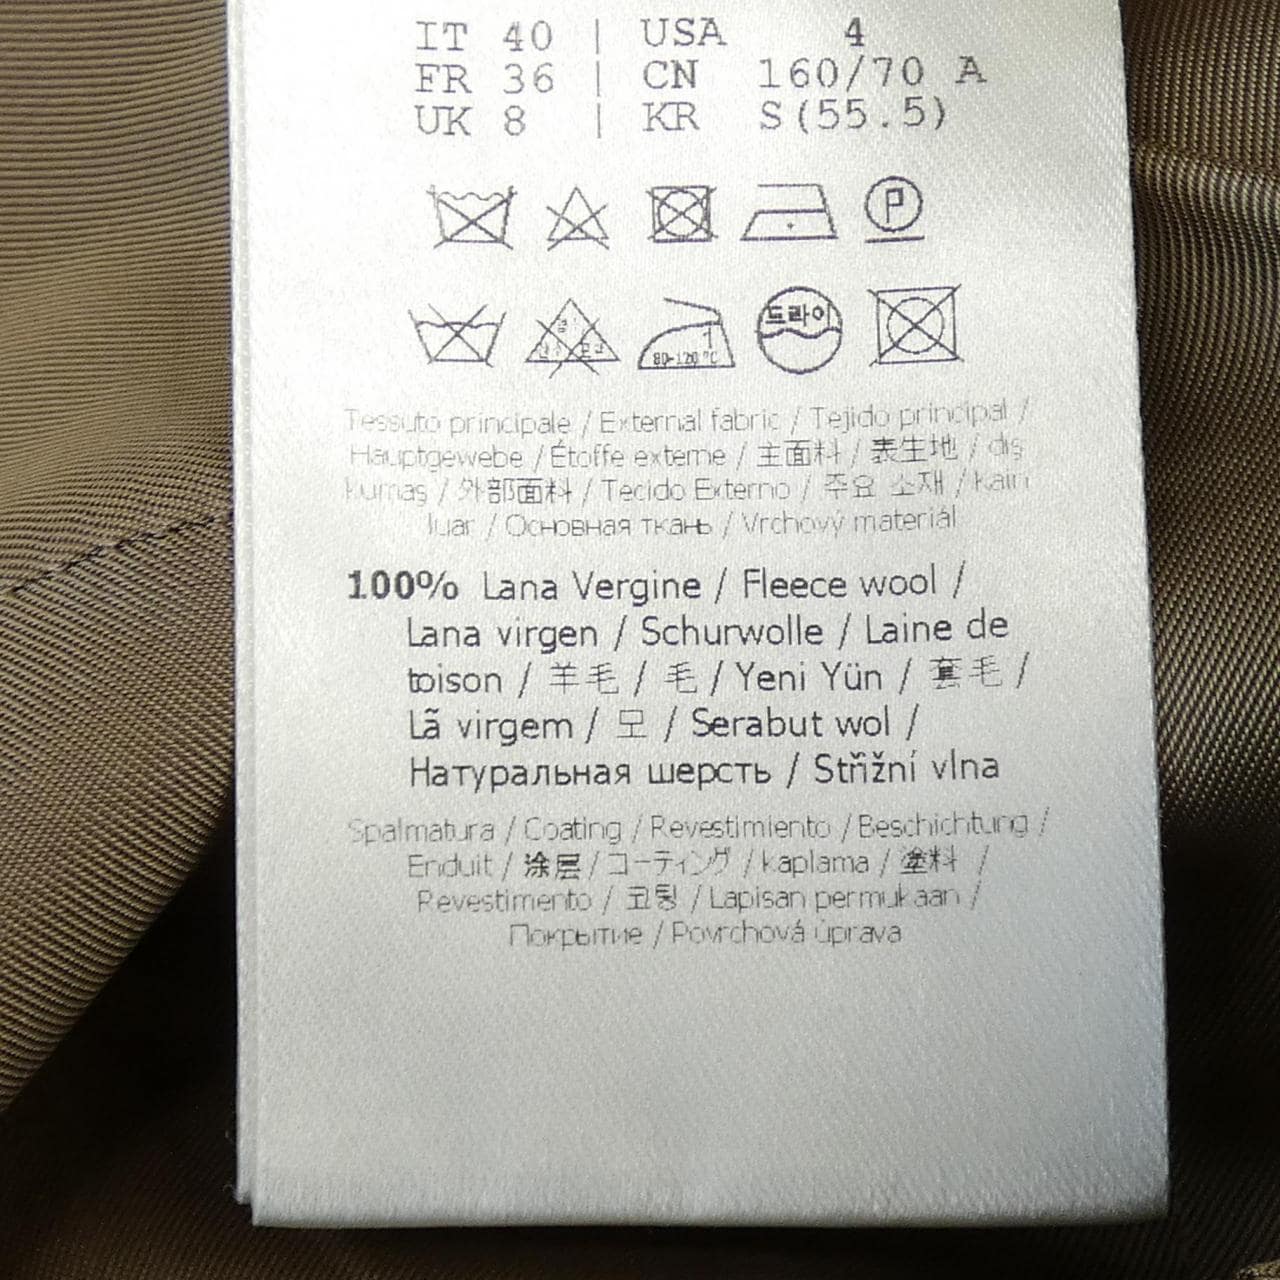 IT 40 | USA 4
FR 36 | CN 160/70 A
UK 8 | KR S(55.5)
P
드라이
80-120℃
Tessuto principale / External fabric / Tejido principal /
Hauptgewebe / Étoffe externe / 主面料 / 表生地 / dış
kumaş / 外部面料 / Tecido Externo / 주요 소재 / kain
luar / Основная ткань / Vrchový materiál
100% Lana Vergine / Fleece wool /
Lana virgen / Schurwolle / Laine de
toison / 羊毛 / 毛 / Yeni Yün / 套毛 /
Lã virgem / 모 / Serabut wol /
Натуральная шерсть / Střižní vlna
Spalmatura / Coating / Revestimiento / Beschichtung /
Enduit / 涂层 / コーティング / kaplama / 塗料 /
Revestimento / 코팅 / Lapisan permukaan /
Покрытие / Povrchová úprava